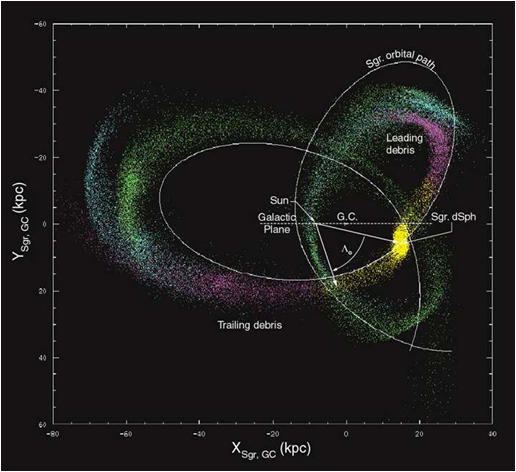 -60
-40
-20
0
20
40
60
Y Sgr, GC (kpc)
Sgr. orbital path
Leading
debris
Sun
Galactic
Plane
G.C.
Sgr. dSph
Λ⊙
Trailing debris
-80
-60
-40
-20
0
20
40
X Sgr, GC (kpc)